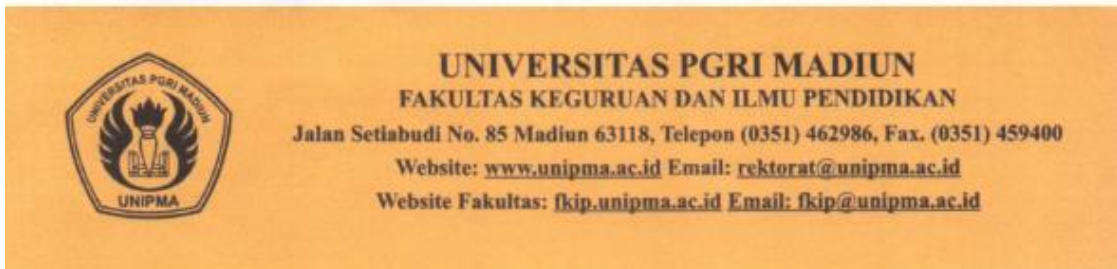 UNIVERSITAS PGRI MADIUN
UNIPMA
UNIVERSITAS PGRI MADIUN
FAKULTAS KEGURUAN DAN ILMU PENDIDIKAN
Jalan Setiabudi No. 85 Madiun 63118, Telepon (0351) 462986, Fax. (0351) 459400
Website: www.unipma.ac.id Email: rektorat@unipma.ac.id
Website Fakultas: fkip.unipma.ac.id Email: fkip@unipma.ac.id